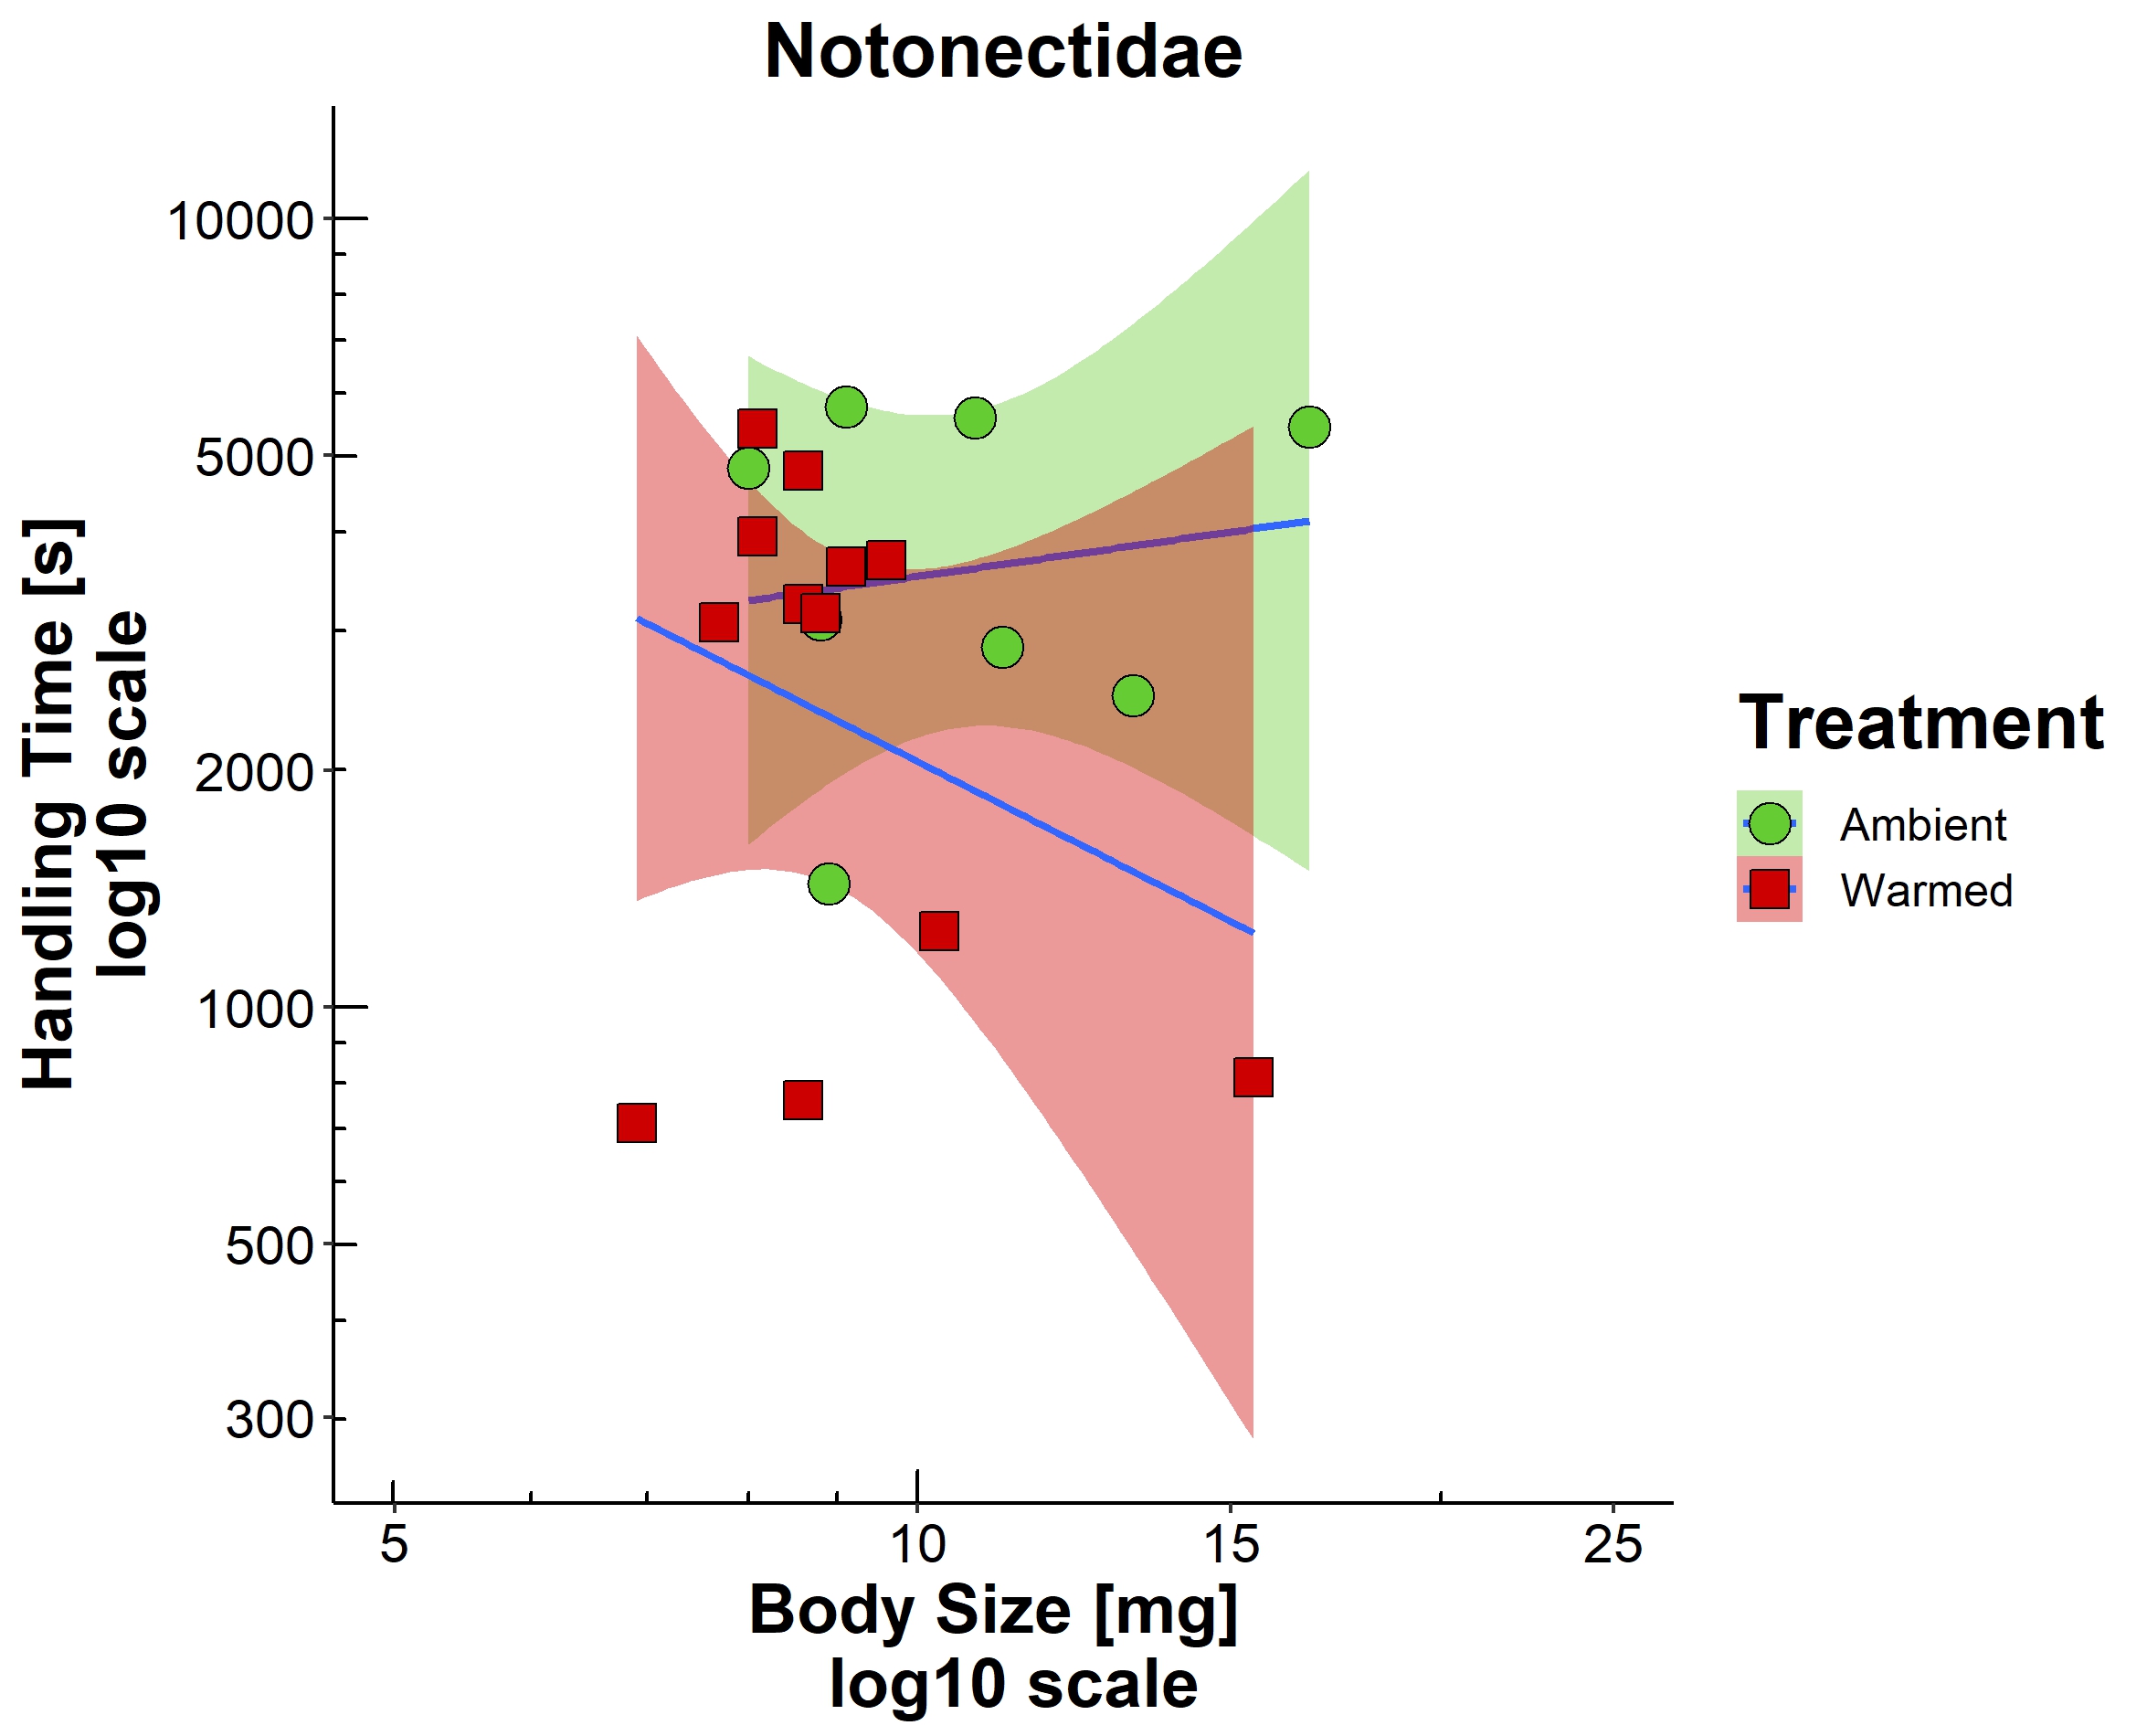 Notonectidae
Handling Time [s]
log10 scale
10000
5000
2000
1000
500
300
5
10
15
25
Body Size [mg]
log10 scale
Treatment
Ambient
Warmed